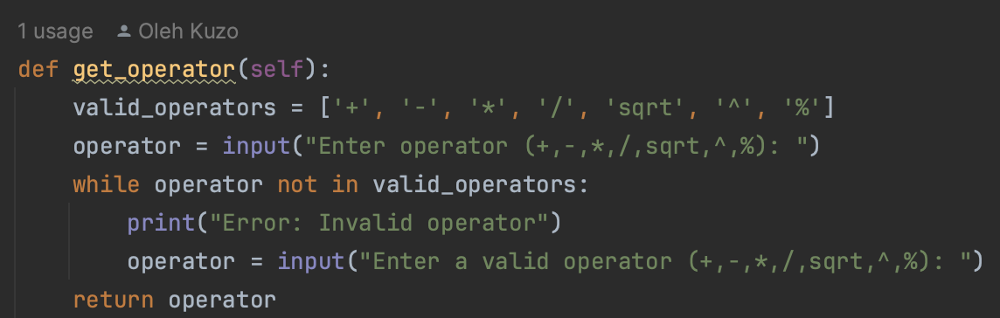 1 usage Oleh Kuzo
def get_operator(self):
    valid_operators = ['+', '-', '*', '/', 'sqrt', '^', '%']
    operator = input("Enter operator (+,-,*,/,sqrt,^,%): ")
    while operator not in valid_operators:
        print("Error: Invalid operator")
        operator = input("Enter a valid operator (+,-,*,/,sqrt,^,%): ")
    return operator